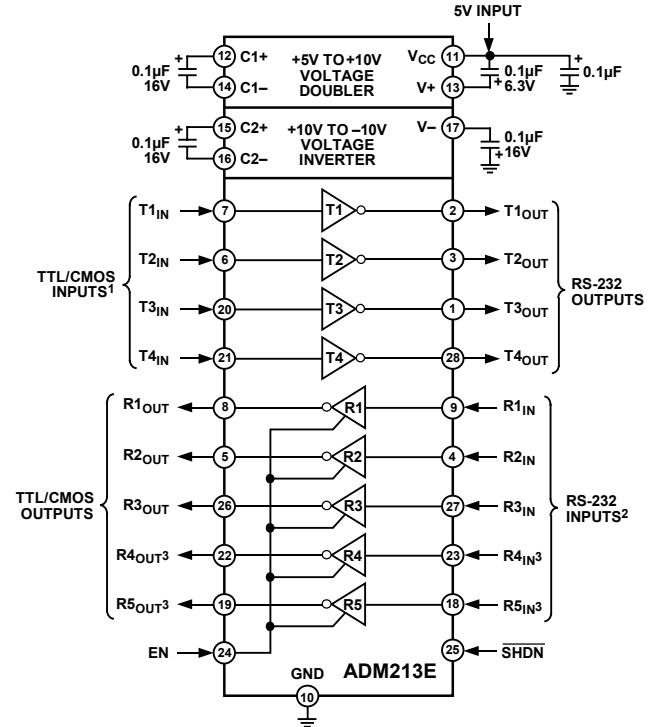 5V INPUT
0.1µF
16V
+
12
C1+
14
C1–
+5V TO +10V
VOLTAGE
DOUBLER
VCC
11
V+
13
+
0.1µF
6.3V
+
0.1µF
0.1µF
16V
+
15
C2+
16
C2–
+10V TO –10V
VOLTAGE
INVERTER
V–
17
+
0.1µF
16V
T1IN 7 T1 2 T1OUT
T2IN 6 T2 3 T2OUT
TTL/CMOS
INPUTS1
RS-232
OUTPUTS
T3IN 20 T3 1 T3OUT
T4IN 21 T4 28 T4OUT
R1OUT 8 R1 9 R1IN
R2OUT 5 R2 4 R2IN
TTL/CMOS
OUTPUTS
R3OUT 26 R3 27 R3IN
RS-232
INPUTS2
R4OUT3 22 R4 23 R4IN3
R5OUT3 19 R5 18 R5IN3
EN 24 25 SHDN
GND
10
ADM213E